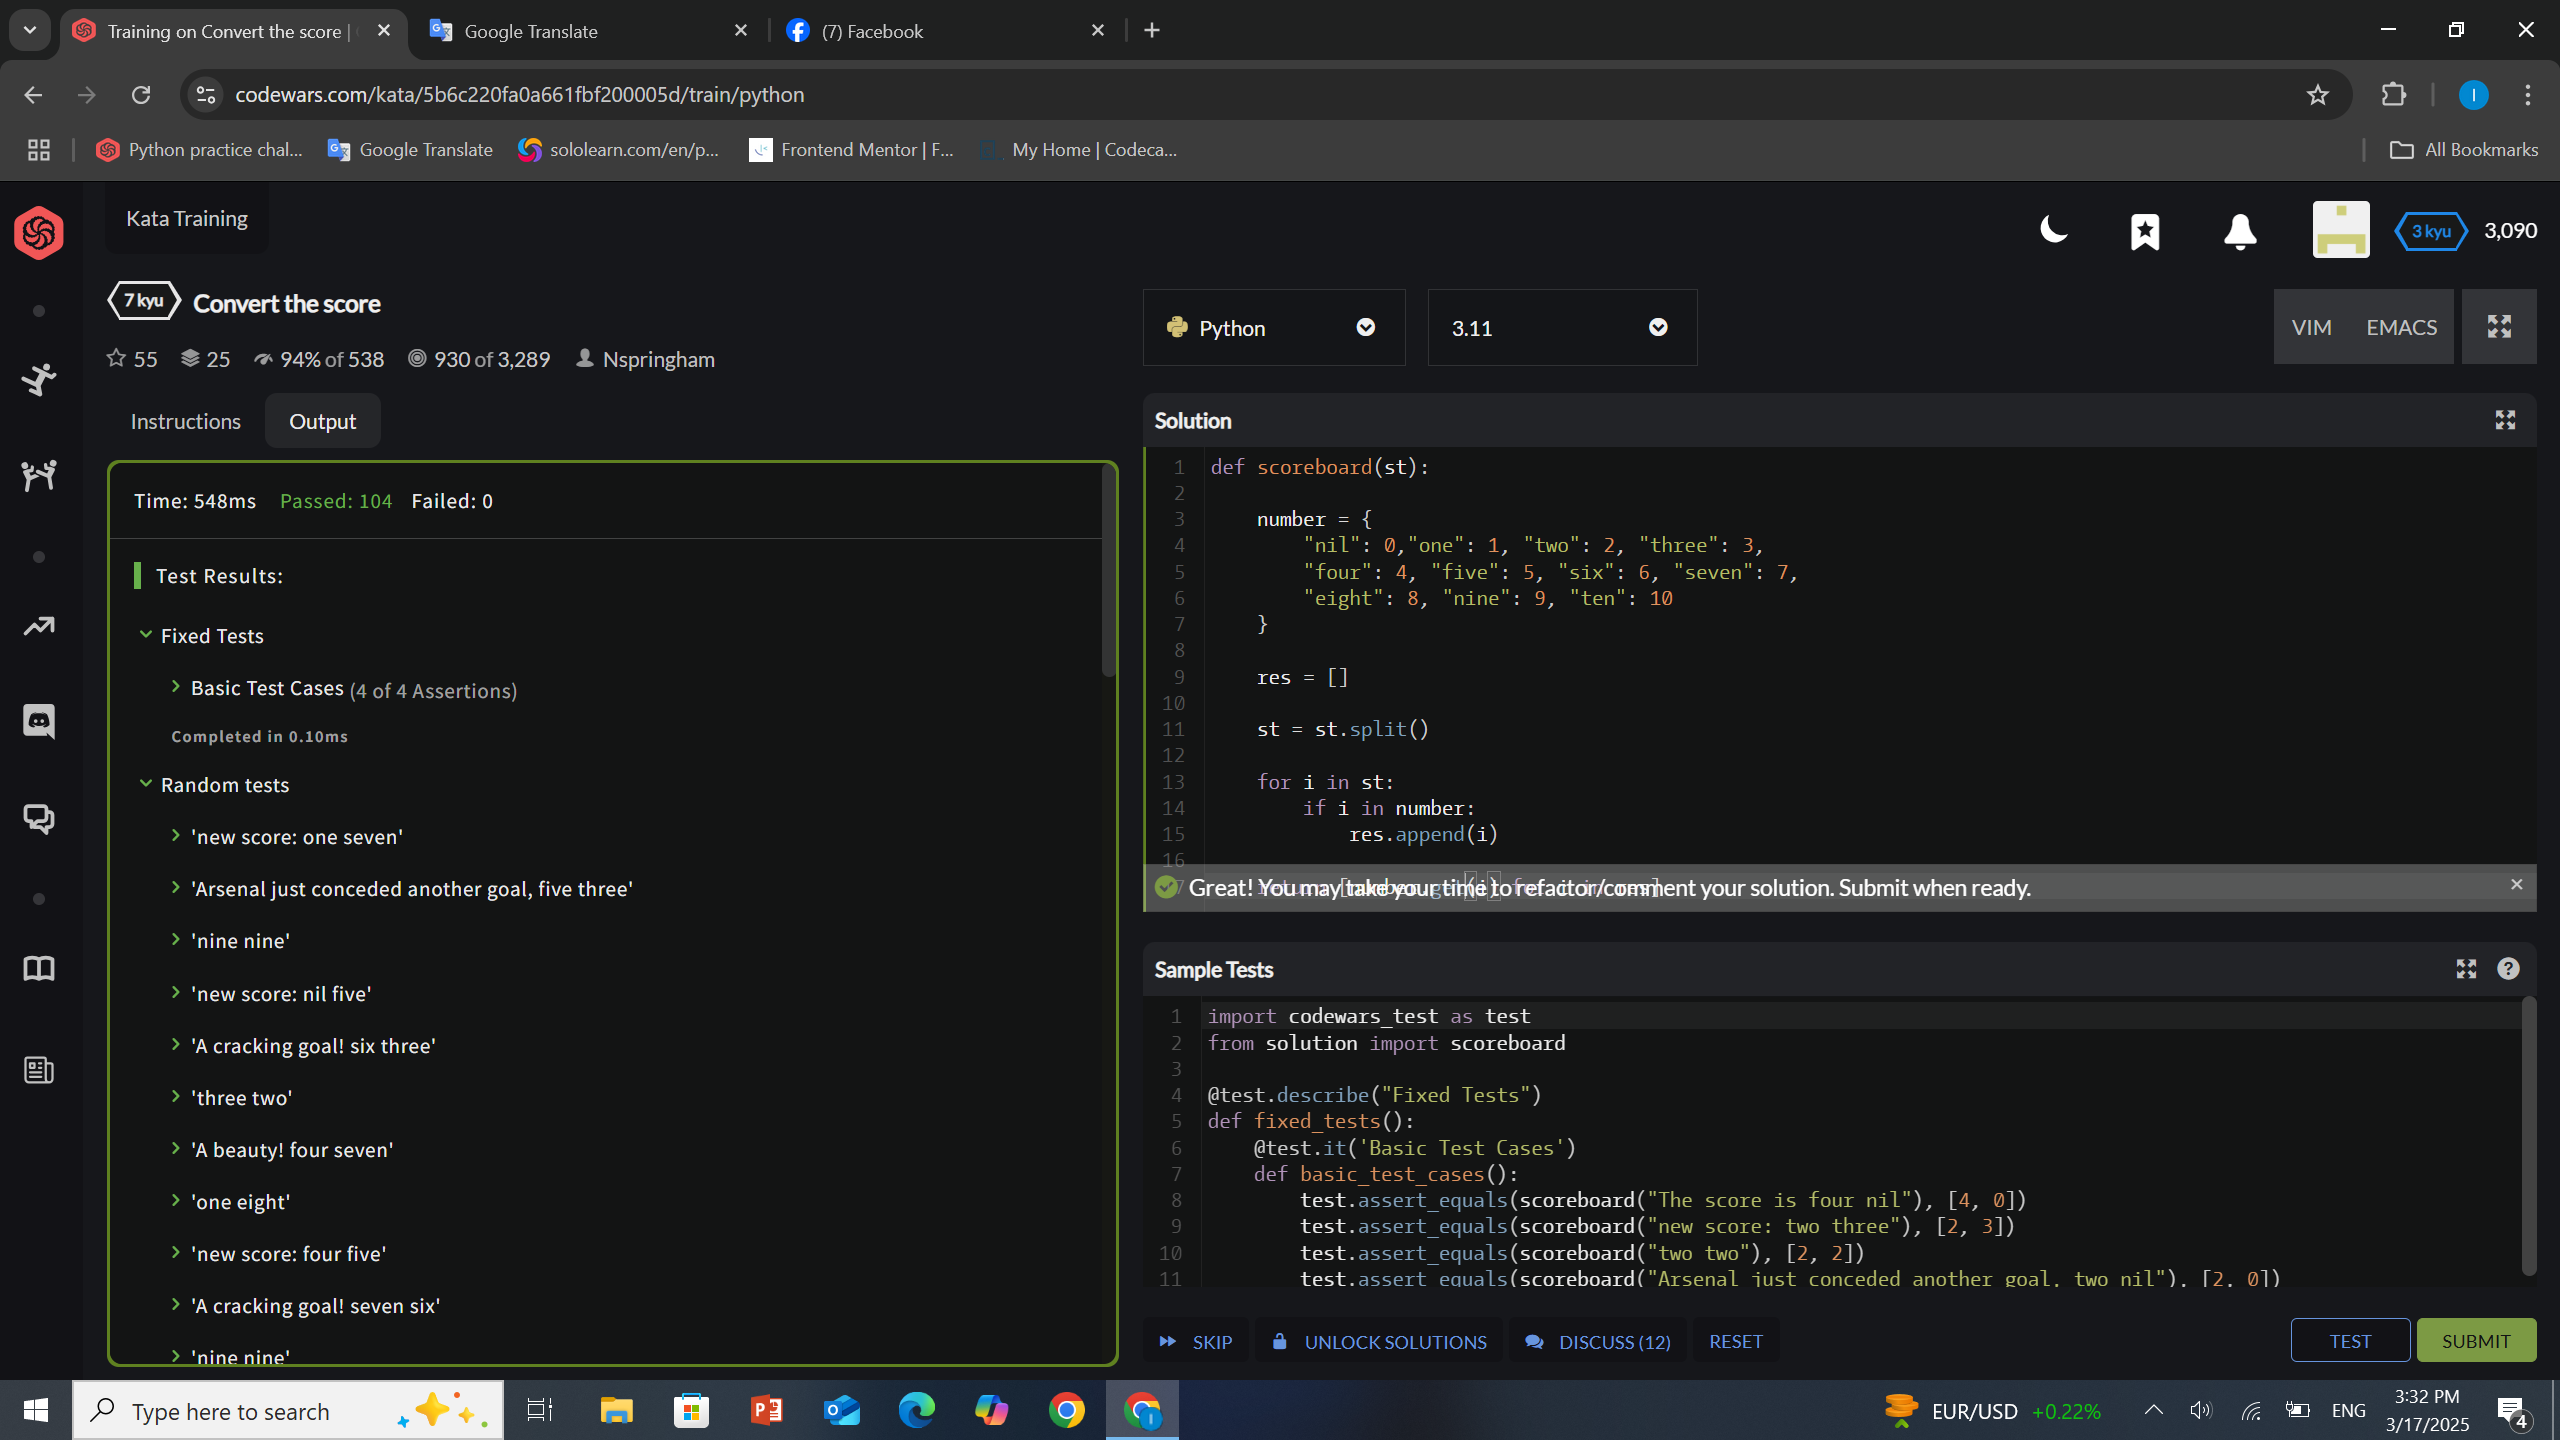 Training on Convert the score |
Google Translate
(7) Facebook
codewars.com/kata/5b6c220fa0a661fbf200005d/train/python
I
Python practice chal...
Google Translate
sololearn.com/en/p...
Frontend Mentor | F...
My Home | Codeca...
All Bookmarks
Kata Training
3 kyu
3,090
7 kyu
Convert the score
55
25
94% of 538
930 of 3,289
Nspringham
Python
3.11
VIM
EMACS
Instructions
Output
Time: 548ms Passed: 104 Failed: 0
Test Results:
Fixed Tests
Basic Test Cases (4 of 4 Assertions)
Completed in 0.10ms
Random tests
'new score: one seven'
'Arsenal just conceded another goal, five three'
'nine nine'
'new score: nil five'
'A cracking goal! six three'
'three two'
'A beauty! four seven'
'one eight'
'new score: four five'
'A cracking goal! seven six'
'nine nine'
Solution
1 def scoreboard(st):
2
3 number = {
4 "nil": 0,"one": 1, "two": 2, "three": 3,
5 "four": 4, "five": 5, "six": 6, "seven": 7,
6 "eight": 8, "nine": 9, "ten": 10
7 }
8
9 res = []
10
11 st = st.split()
12
13 for i in st:
14 if i in number:
15 res.append(i)
16
Great! You may take your time to refactor/comment your solution. Submit when ready.
Sample Tests
1 import codewars_test as test
2 from solution import scoreboard
3
4 @test.describe("Fixed Tests")
5 def fixed_tests():
6 @test.it('Basic Test Cases')
7 def basic_test_cases():
8 test.assert_equals(scoreboard("The score is four nil"), [4, 0])
9 test.assert_equals(scoreboard("new score: two three"), [2, 3])
10 test.assert_equals(scoreboard("two two"), [2, 2])
11 test.assert_equals(scoreboard("Arsenal just conceded another goal, two nil"), [2, 0])
SKIP
UNLOCK SOLUTIONS
DISCUSS (12)
RESET
TEST
SUBMIT
Type here to search
EUR/USD +0.22%
ENG
3:32 PM
3/17/2025
4